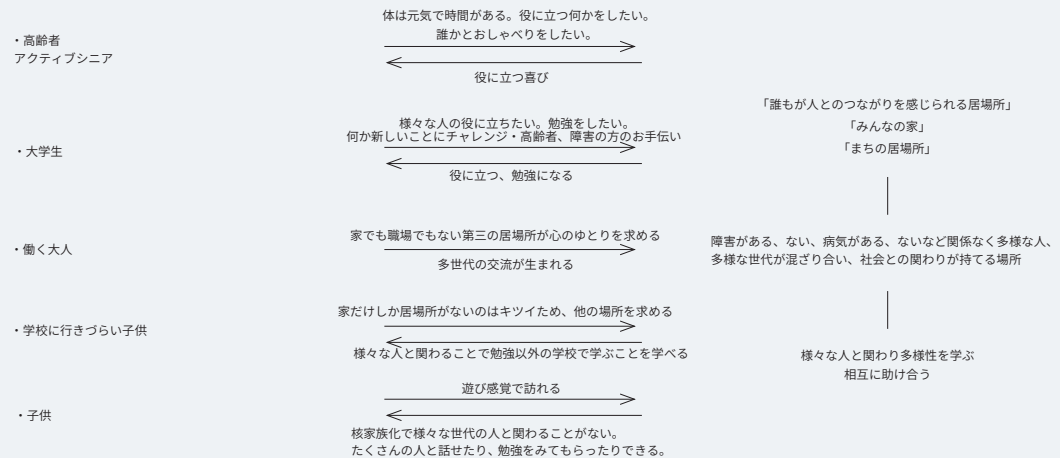 ・高齢者
アクティブシニア
体は元気で時間がある。役に立つ何かをしたい。
誰かとおしゃべりをしたい。
役に立つ喜び
・大学生
様々な人の役に立ちたい。勉強をしたい。
何か新しいことにチャレンジ・高齢者、障害の方のお手伝い
役に立つ、勉強になる
・働く大人
家でも職場でもない第三の居場所が心のゆとりを求める
多世代の交流が生まれる
・学校に行きづらい子供
家だけしか居場所がないのはキツイため、他の場所を求める
様々な人と関わることで勉強以外の学校で学ぶことを学べる
・子供
遊び感覚で訪れる
核家族化で様々な世代の人と関わることがない。
たくさんの人と話せたり、勉強をみてもらったりできる。
「誰もが人とのつながりを感じられる居場所」
「みんなの家」
「まちの居場所」
障害がある、ない、病気がある、ないなど関係なく多様な人、
多様な世代が混ざり合い、社会との関わりが持てる場所
様々な人と関わり多様性を学ぶ
相互に助け合う